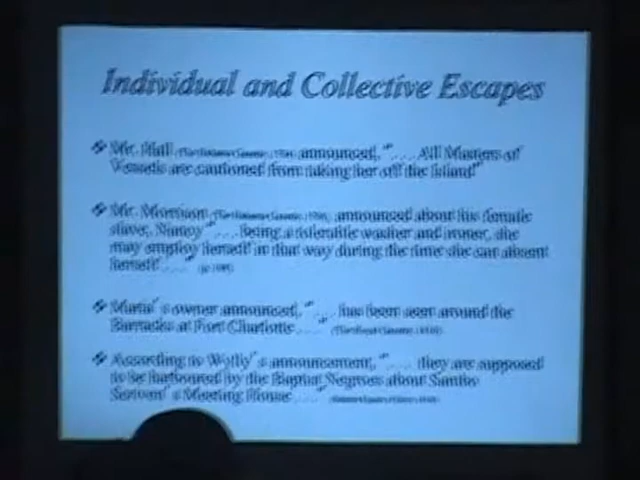 Individual and Collective Escapes
Mr. Hall announced, ".... All Masters of
Vessels are cautioned from taking her off the Island"
Mr. Morrison announced about his female
slave, Nancy "....being a tolerable washer and ironer, she
may employ herself in that way during the time she can absent
herself ...."
Maria's owner announced, ".... has been seen around the
Barracks at Fort Charlotte ...."
According to Wylly's announcement, ".... they are supposed
to be harboured by the Baptist Negroes about Sambo
Scriven's Meeting House ...."